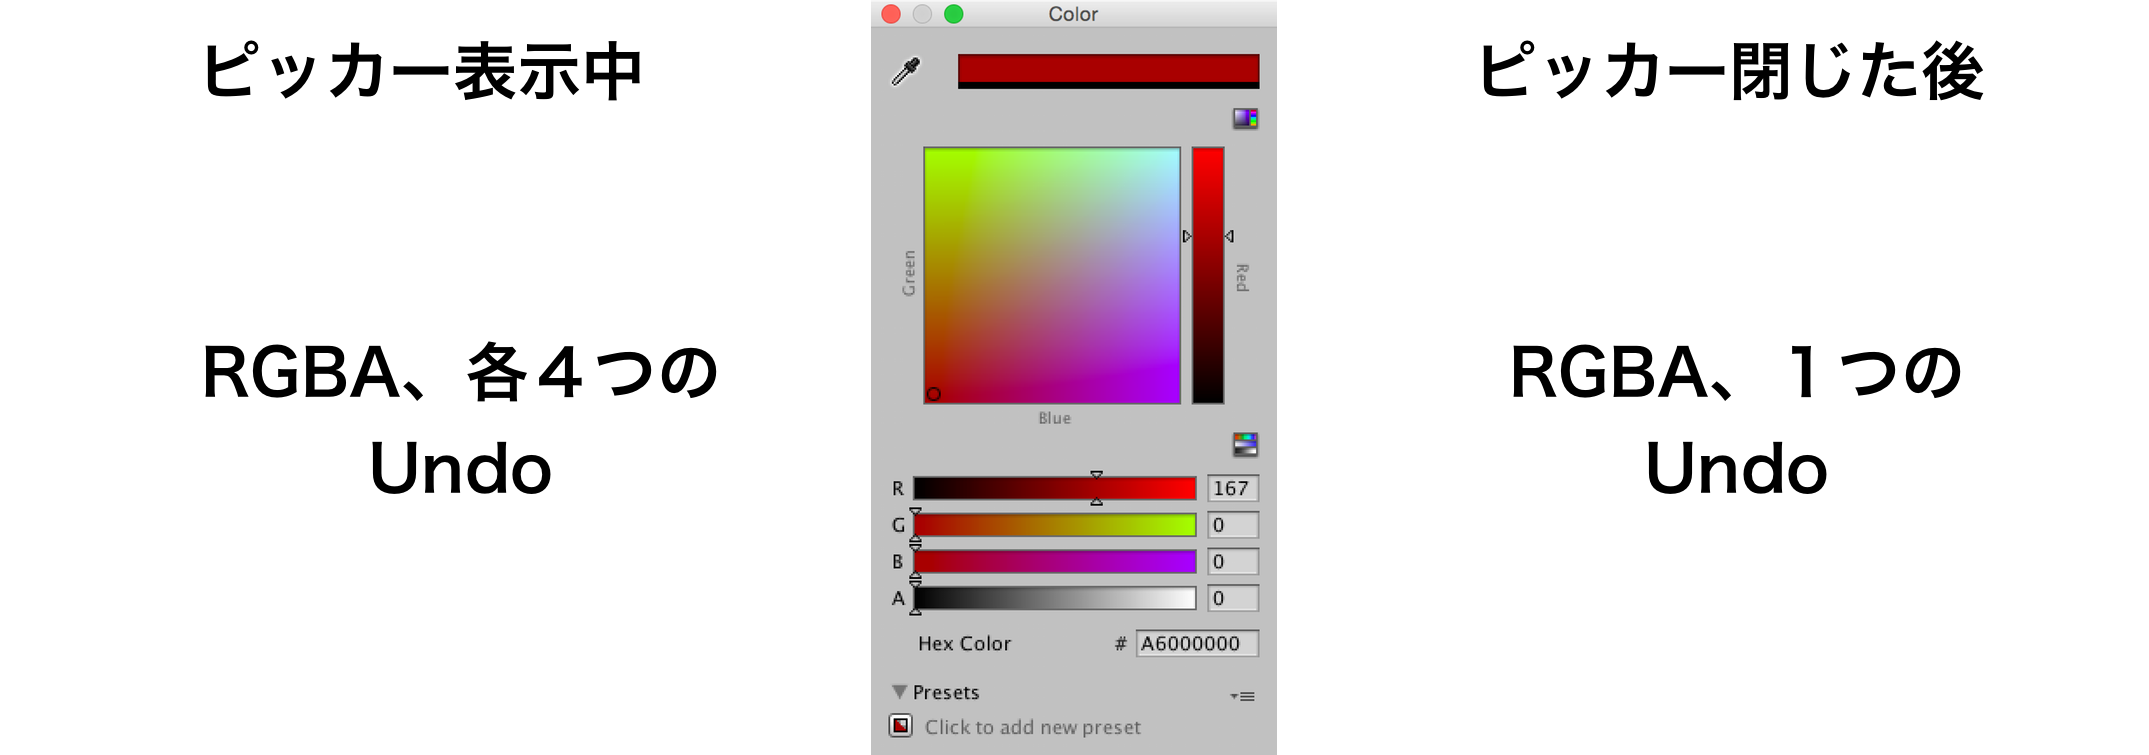 ピッカー表示中
RGBA、各４つの
Undo
Color
Green
Red
Blue
R 167
G 0
B 0
A 0
Hex Color # A6000000
Presets
Click to add new preset
ピッカー閉じた後
RGBA、１つの
Undo